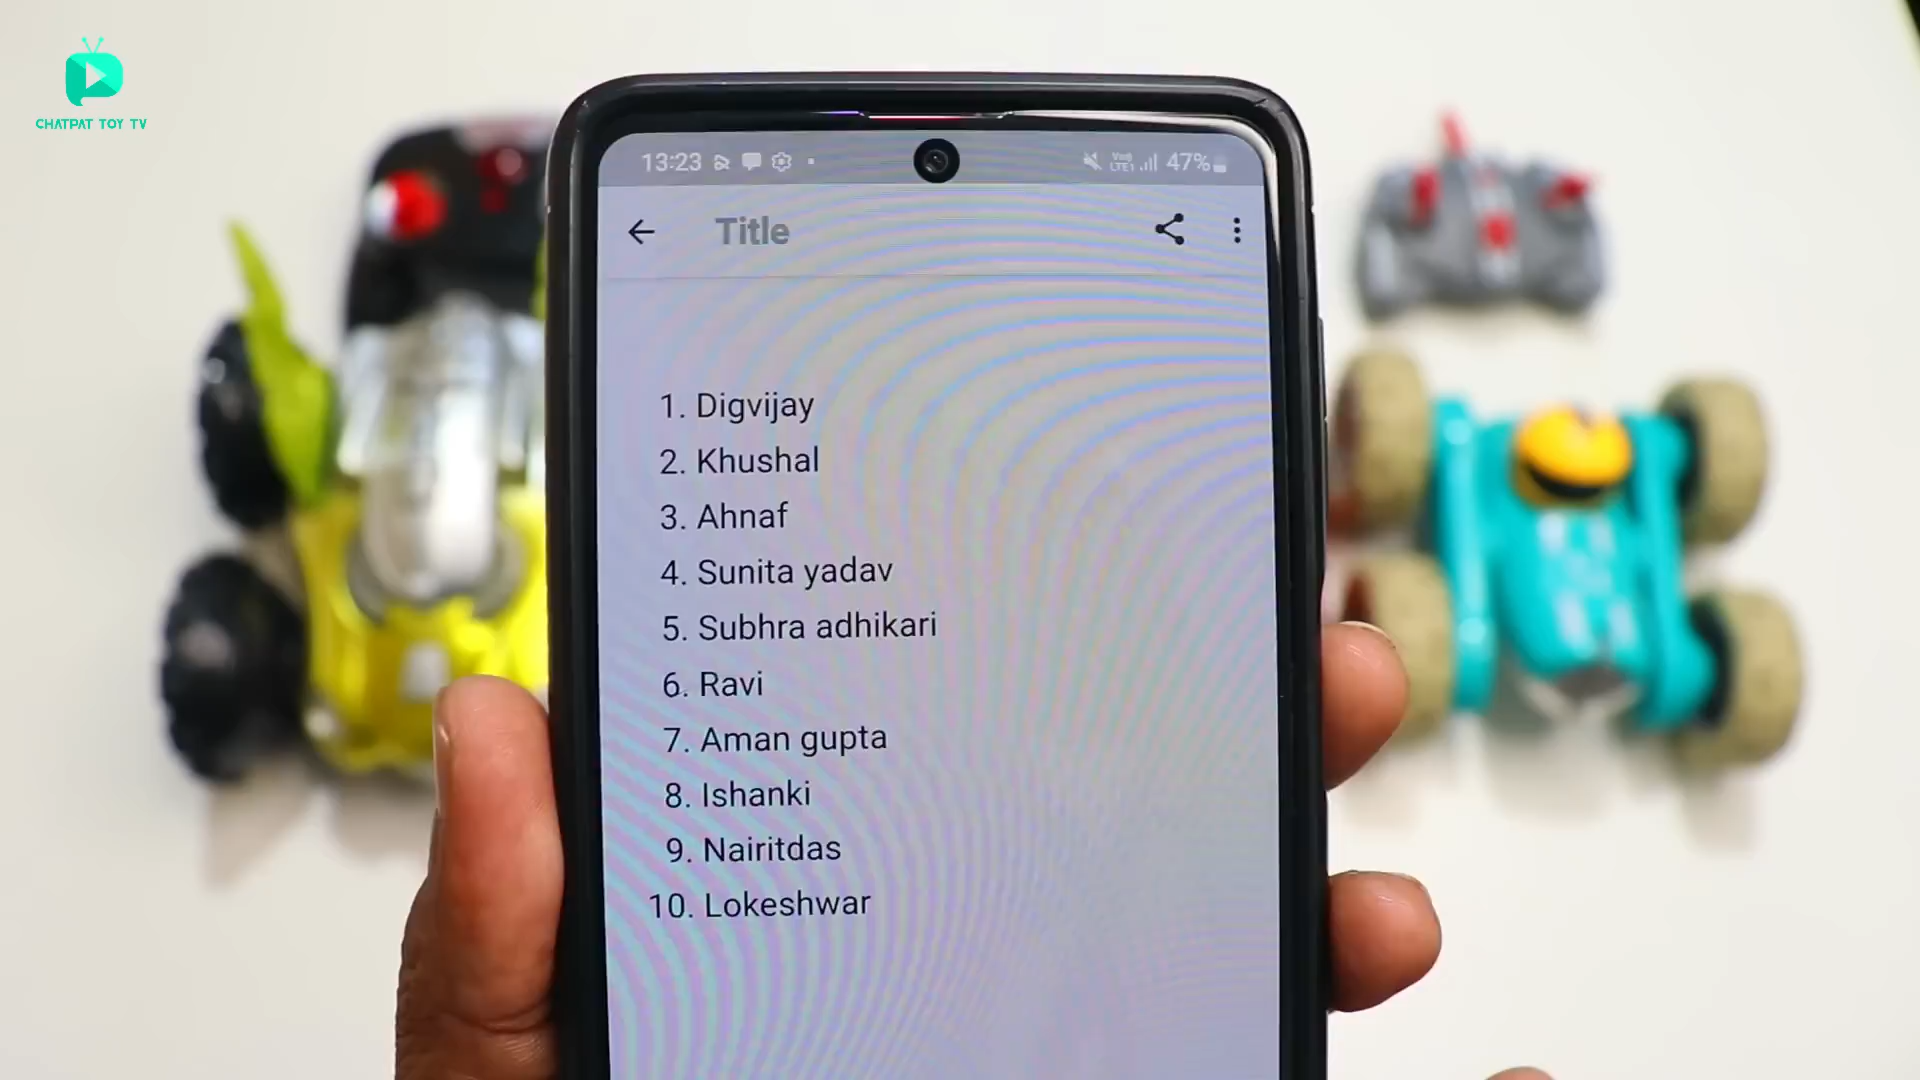 CHATPAT TOY TV
13:23
47%
Title
1. Digvijay
2. Khushal
3. Ahnaf
4. Sunita yadav
5. Subhra adhikari
6. Ravi
7. Aman gupta
8. Ishanki
9. Nairitdas
10. Lokeshwar